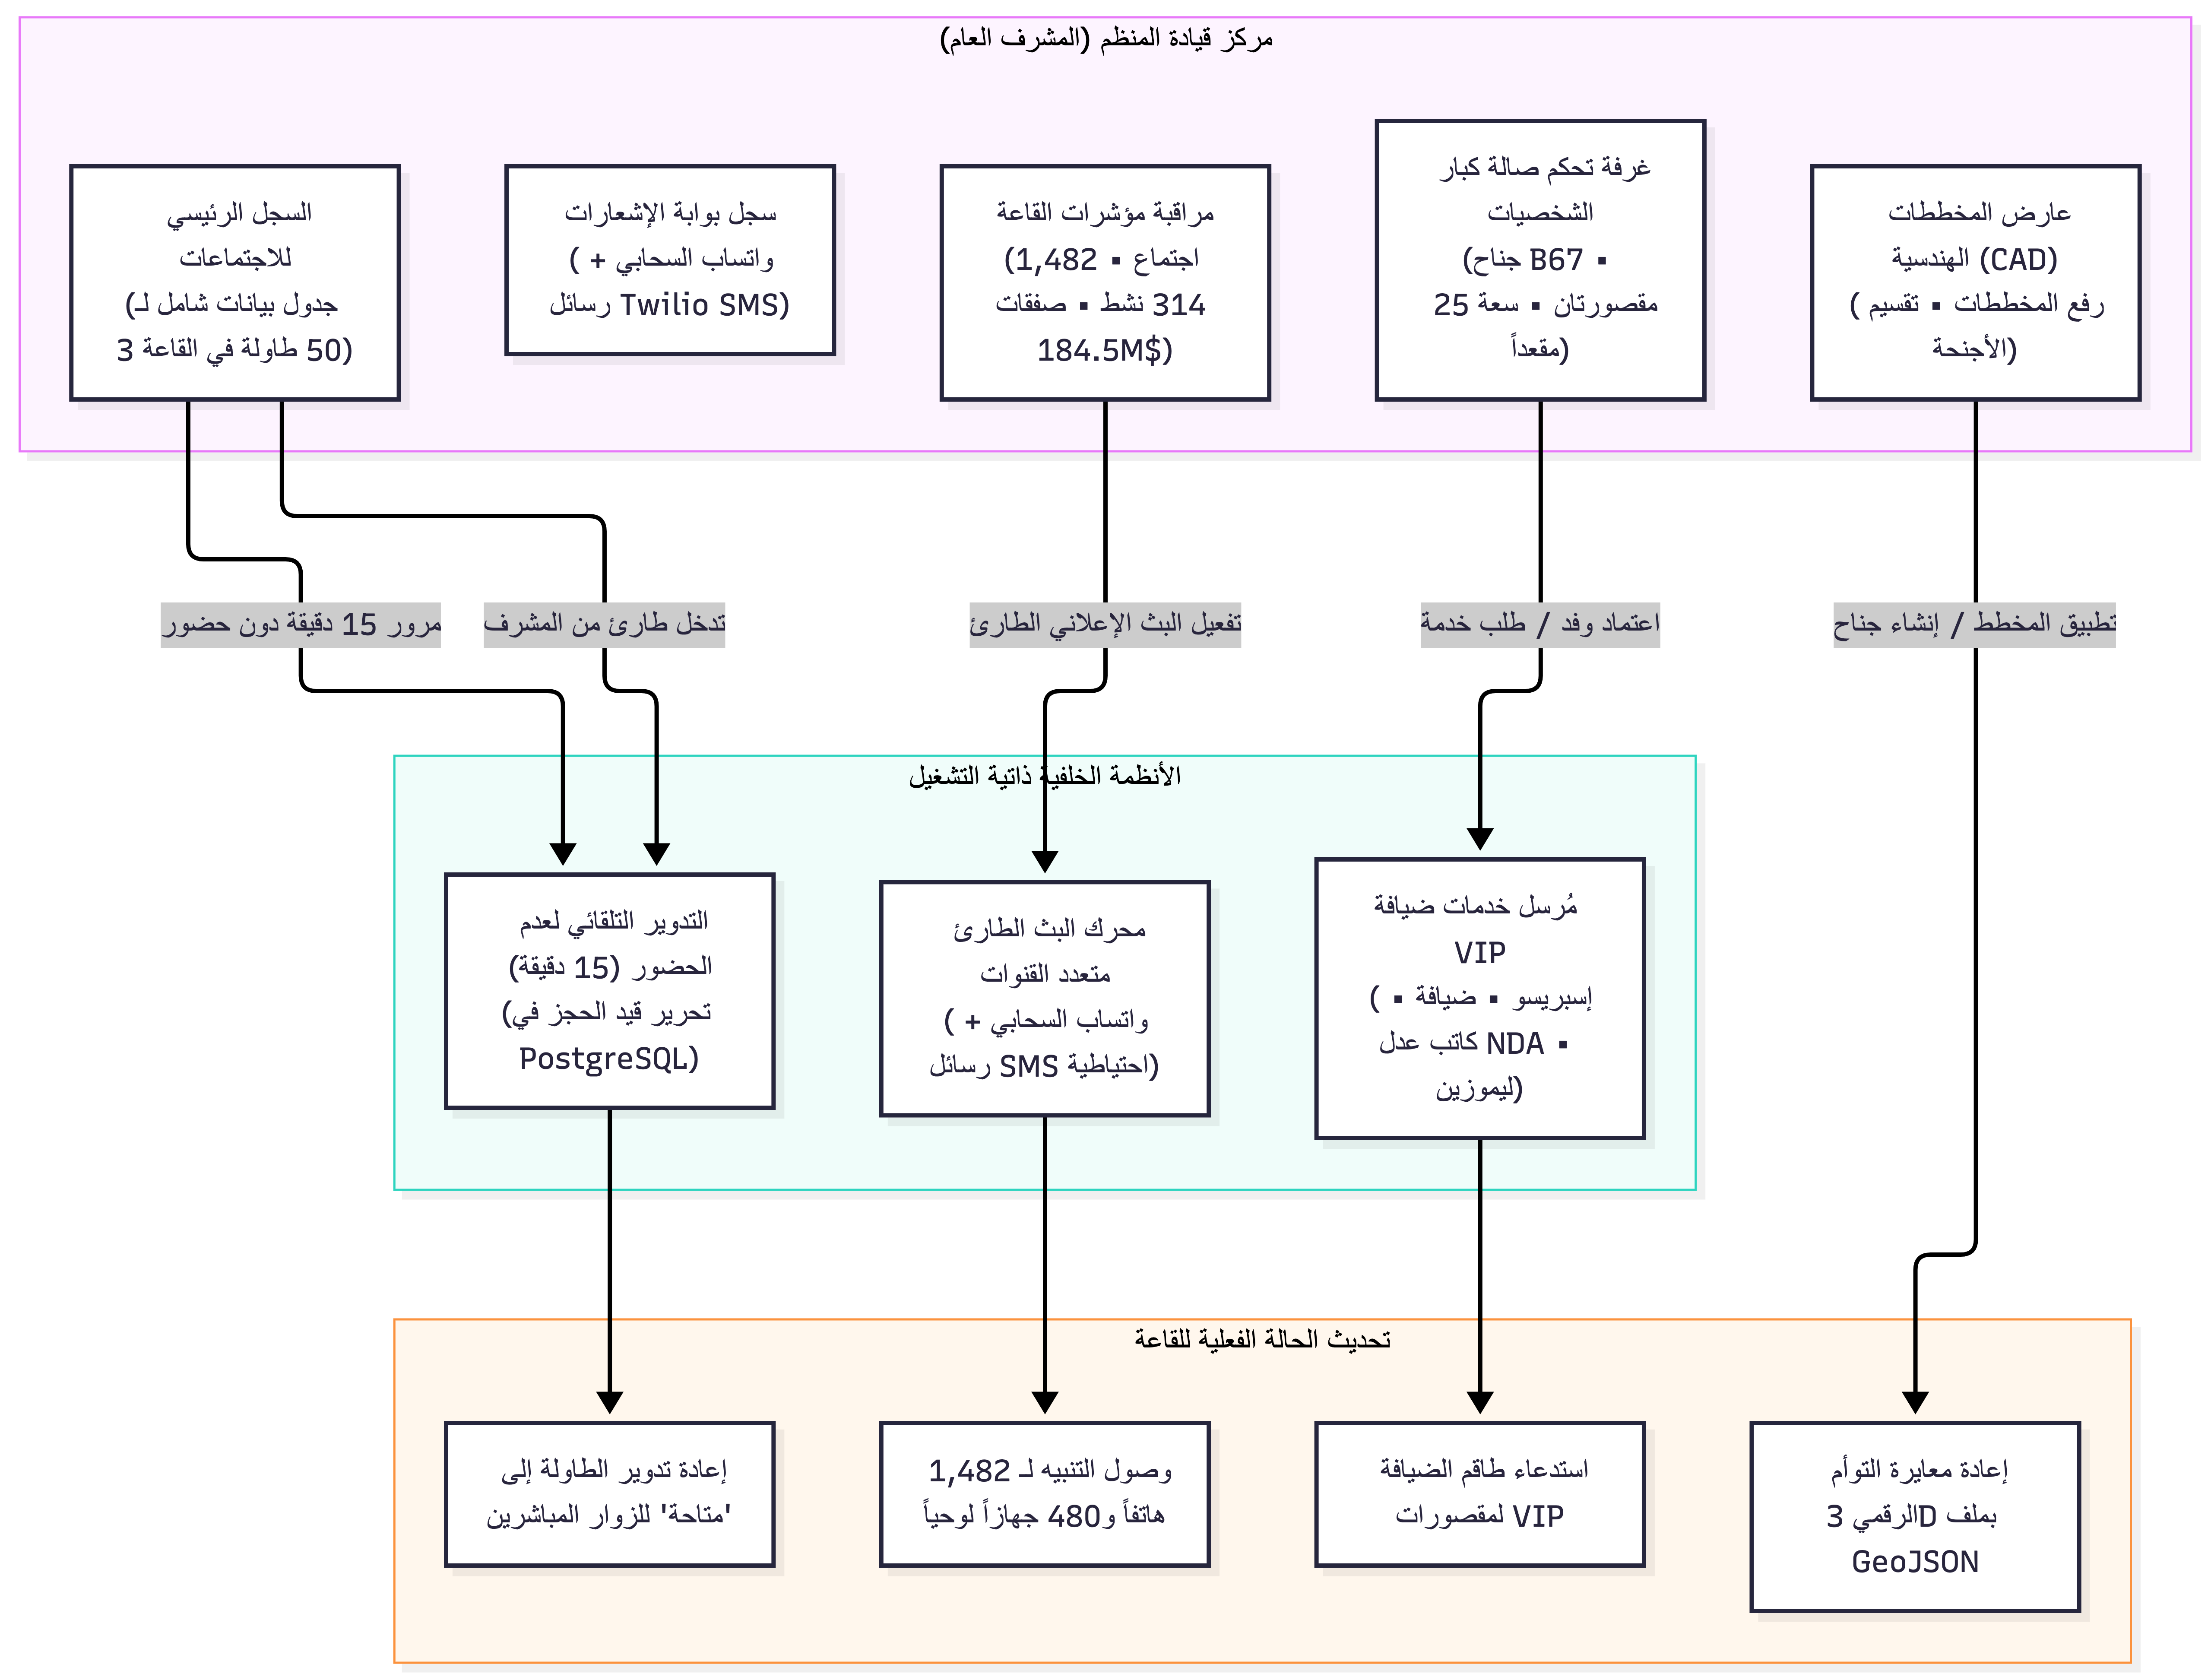 مركز قيادة المنظم (المشرف العام)
عارض المخططات
الهندسية (CAD)
( رفع المخططات ▪ تقسيم
الأجنحة)
غرفة تحكم صالة كبار
الشخصيات
(جناح B67 ▪
مقصورتان ▪ سعة 25
مقعداً)
مراقبة مؤشرات القاعة
(1,482 اجتماع ▪
314 نشط ▪ صفقات
184.5M$)
سجل بوابة الإشعارات
( واتساب السحابي +
رسائل Twilio SMS)
السجل الرئيسي
للاجتماعات
(جدول بيانات شامل لـ
50 طاولة في القاعة 3)
تطبيق المخطط / إنشاء جناح
اعتماد وفد / طلب خدمة
تفعيل البث الإعلاني الطارئ
تدخل طارئ من المشرف
مرور 15 دقيقة دون حضور
الأنظمة الخلفية ذاتية التشغيل
مُرسل خدمات ضيافة
VIP
( إسبريسو ▪ ضيافة ▪
كاتب عدل NDA ▪
ليموزين)
محرك البث الطارئ
متعدد القنوات
( واتساب السحابي +
رسائل SMS احتياطية)
التدوير التلقائي لعدم
الحضور (15 دقيقة)
(تحرير قيد الحجز في
PostgreSQL)
تحديث الحالة الفعلية للقاعة
إعادة معايرة التوأم
الرقمي 3D بملف
GeoJSON
استدعاء طاقم الضيافة
لمقصورات VIP
وصول التنبيه لـ 1,482
هاتفاً و480 جهازاً لوحياً
إعادة تدوير الطاولة إلى
'متاحة' للزوار المباشرين